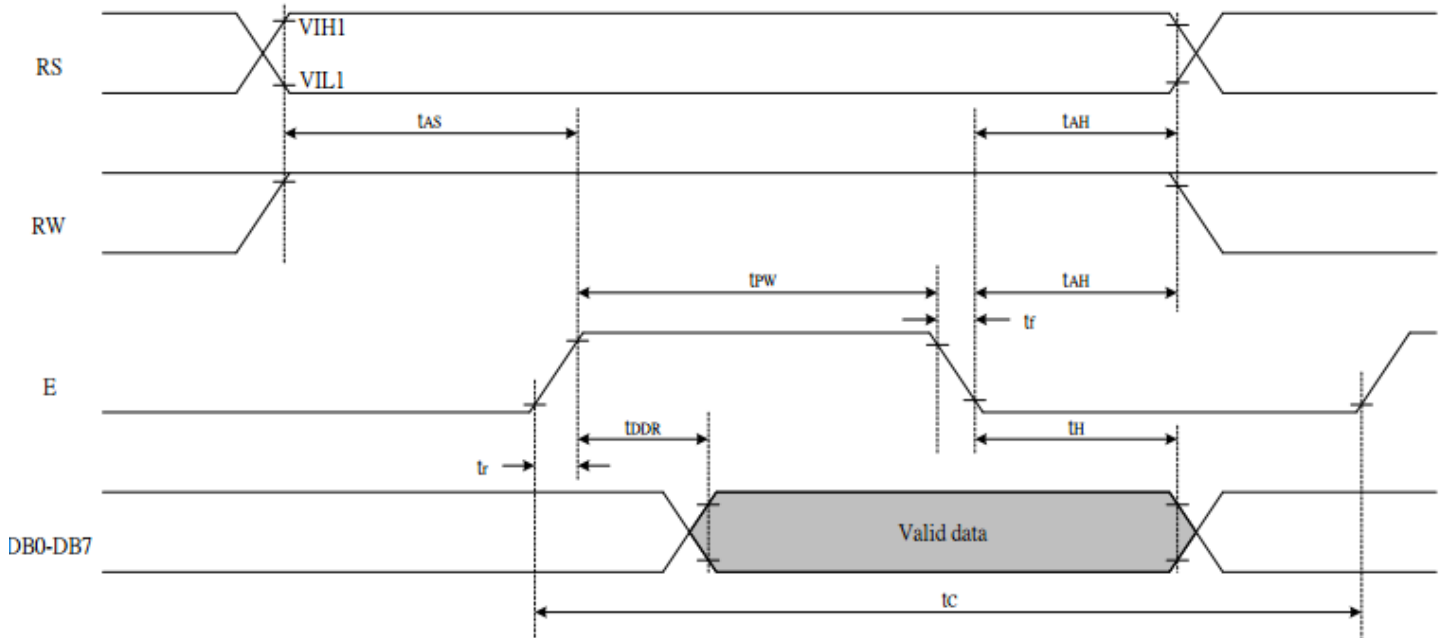 VIH1
RS
VIL1
tAS
tAH
RW
tPW
tAH
tf
E
tDDR
tH
tr
DB0-DB7
Valid data
tC